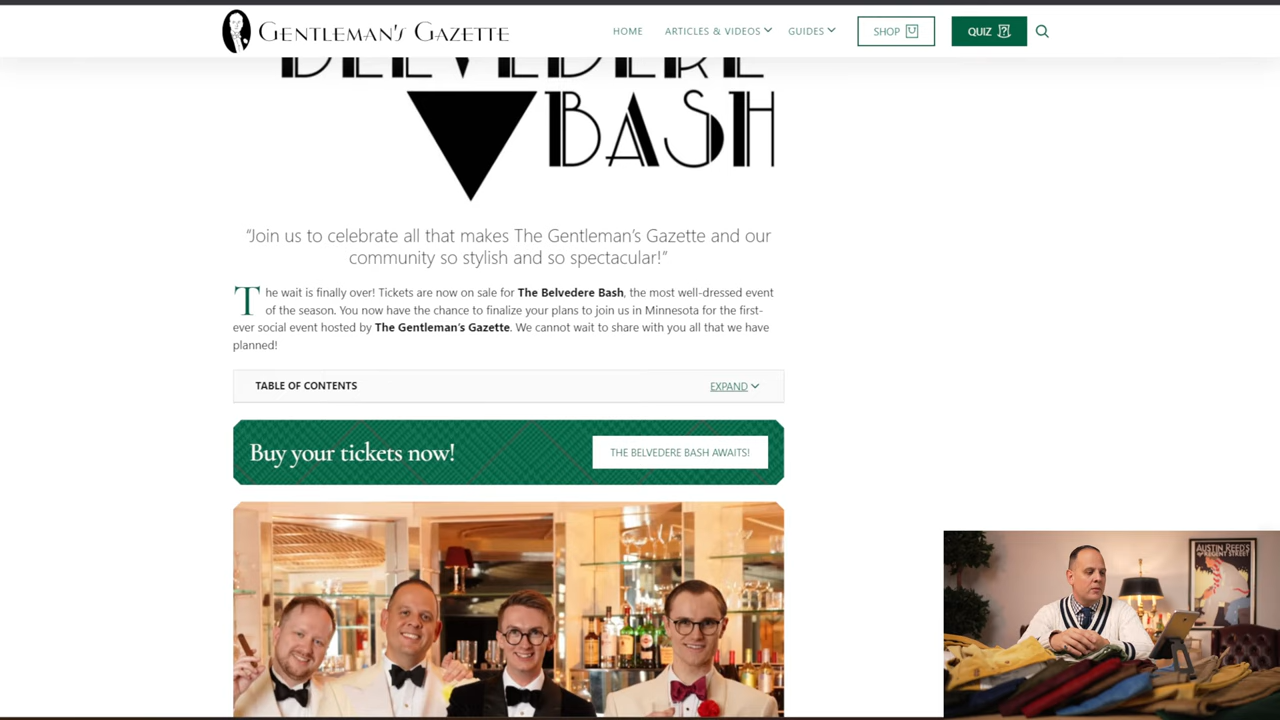 GENTLEMAN'S GAZETTE
HOME
ARTICLES & VIDEOS
GUIDES
SHOP
QUIZ
BELVEDERE
BASH
“Join us to celebrate all that makes The Gentleman’s Gazette and our
community so stylish and so spectacular!”
The wait is finally over! Tickets are now on sale for The Belvedere Bash, the most well-dressed event
of the season. You now have the chance to finalize your plans to join us in Minnesota for the first-
ever social event hosted by The Gentleman’s Gazette. We cannot wait to share with you all that we have
planned!
TABLE OF CONTENTS
EXPAND
Buy your tickets now!
THE BELVEDERE BASH AWAITS!
AUSTIN REED'S
OF REGENT STREET